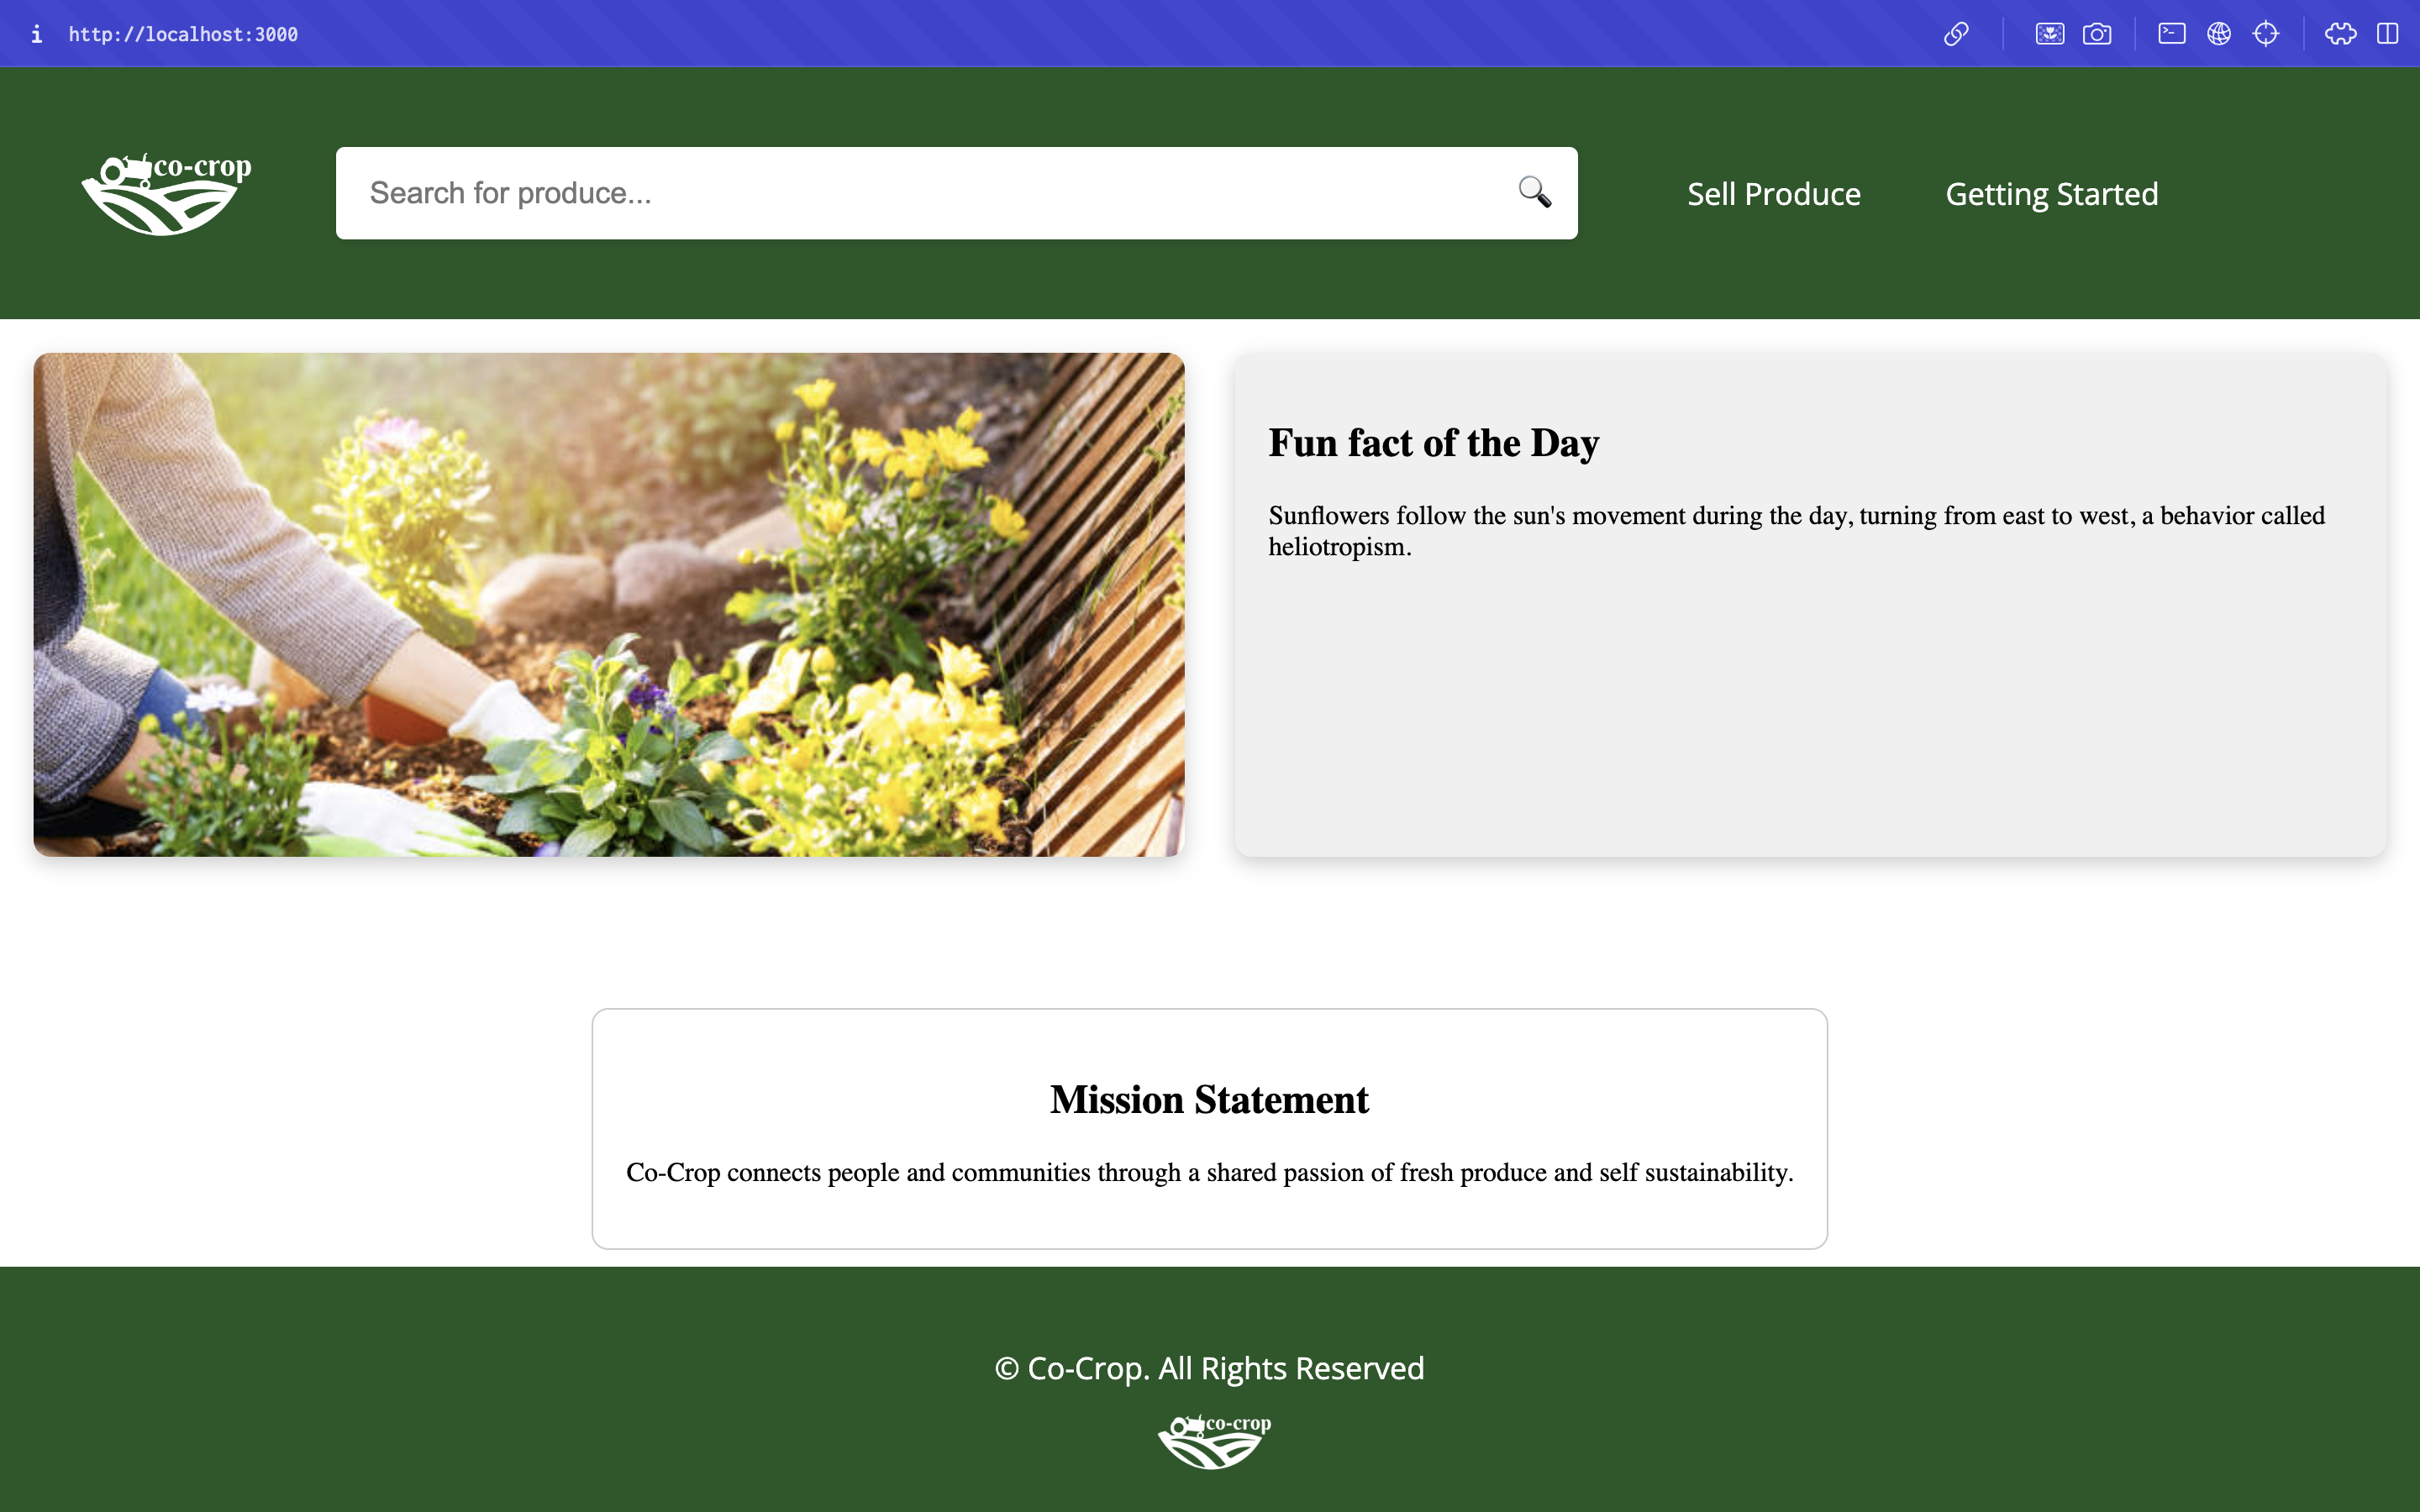 i http://localhost:3000
co-crop
Search for produce...
Sell Produce
Getting Started
Fun fact of the Day
Sunflowers follow the sun's movement during the day, turning from east to west, a behavior called
heliotropism.
Mission Statement
Co-Crop connects people and communities through a shared passion of fresh produce and self sustainability.
© Co-Crop. All Rights Reserved
co-crop